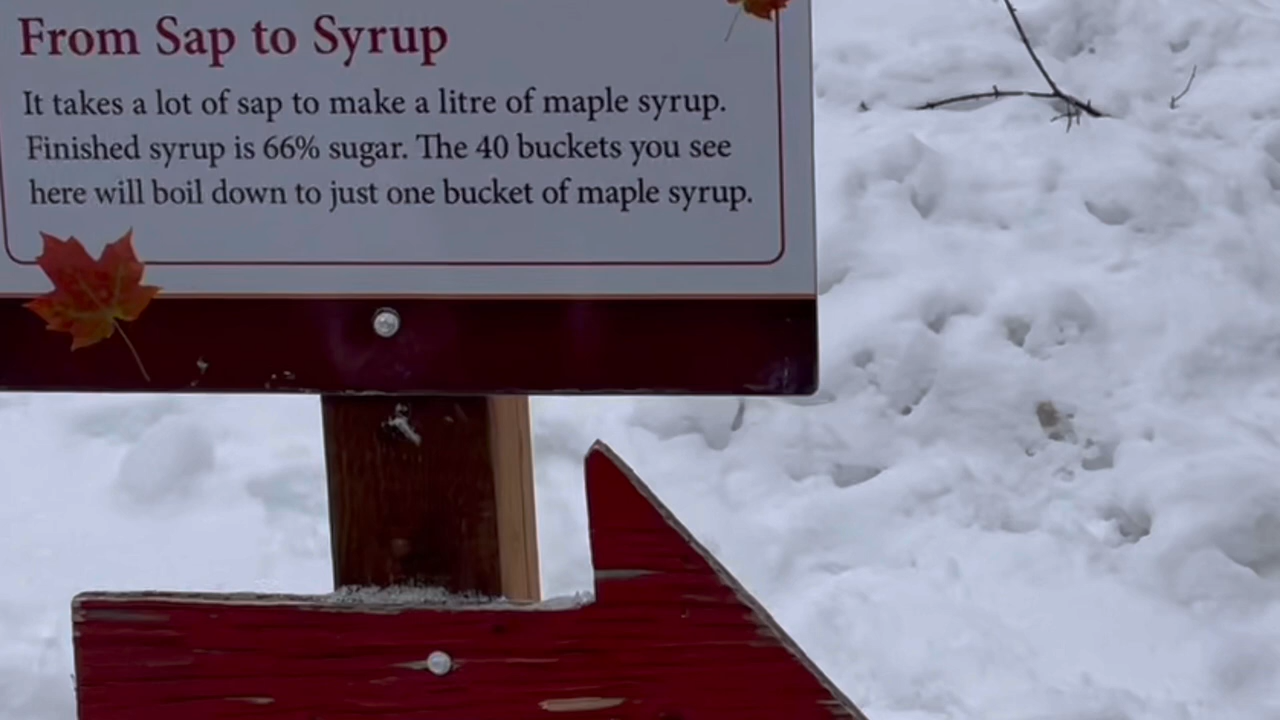 From Sap to Syrup
It takes a lot of sap to make a litre of maple syrup.
Finished syrup is 66% sugar. The 40 buckets you see
here will boil down to just one bucket of maple syrup.